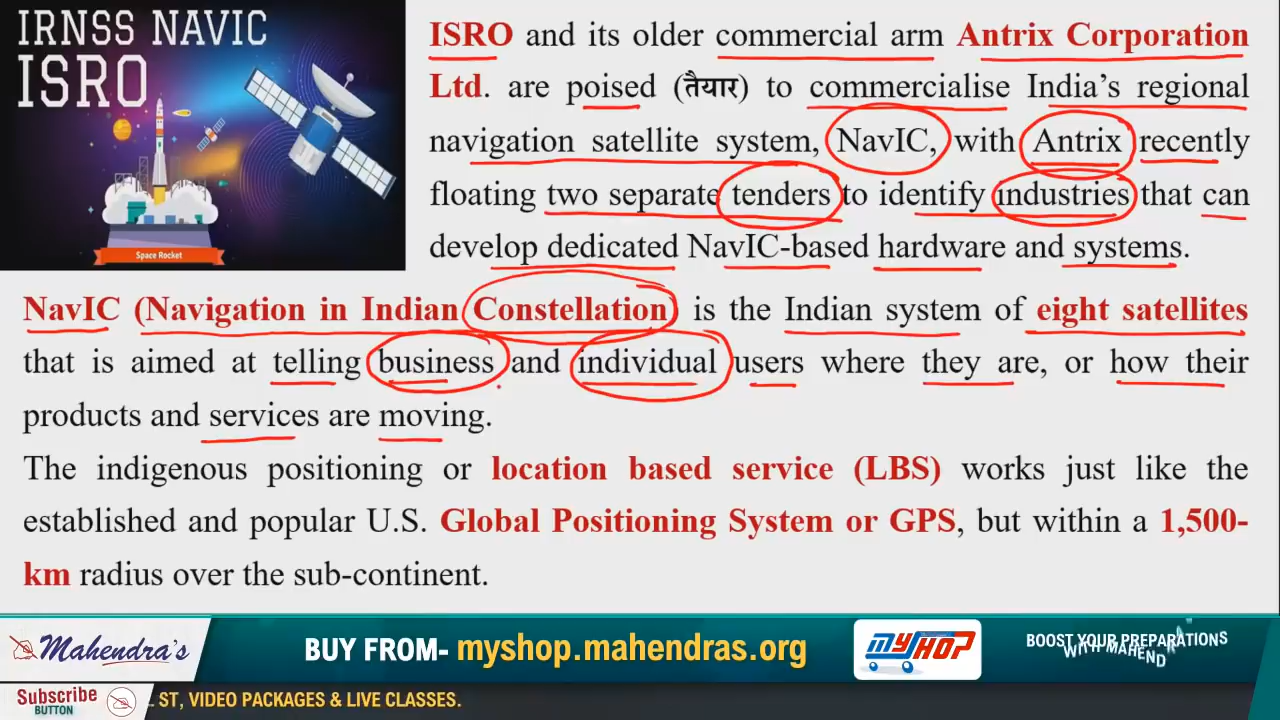 IRNSS NAVIC
ISRO
Space Rocket
ISRO and its older commercial arm Antrix Corporation
Ltd. are poised (तैयार) to commercialise India’s regional
navigation satellite system, NavIC, with Antrix recently
floating two separate tenders to identify industries that can
develop dedicated NavIC-based hardware and systems.
NavIC (Navigation in Indian Constellation) is the Indian system of eight satellites
that is aimed at telling business and individual users where they are, or how their
products and services are moving.
The indigenous positioning or location based service (LBS) works just like the
established and popular U.S. Global Positioning System or GPS, but within a 1,500-
km radius over the sub-continent.
Mahendra's
BUY FROM- myshop.mahendras.org
MYSHOP
BOOST YOUR PREPARATIONS
WITH MAHEND
Subscribe
BUTTON
ST, VIDEO PACKAGES & LIVE CLASSES.